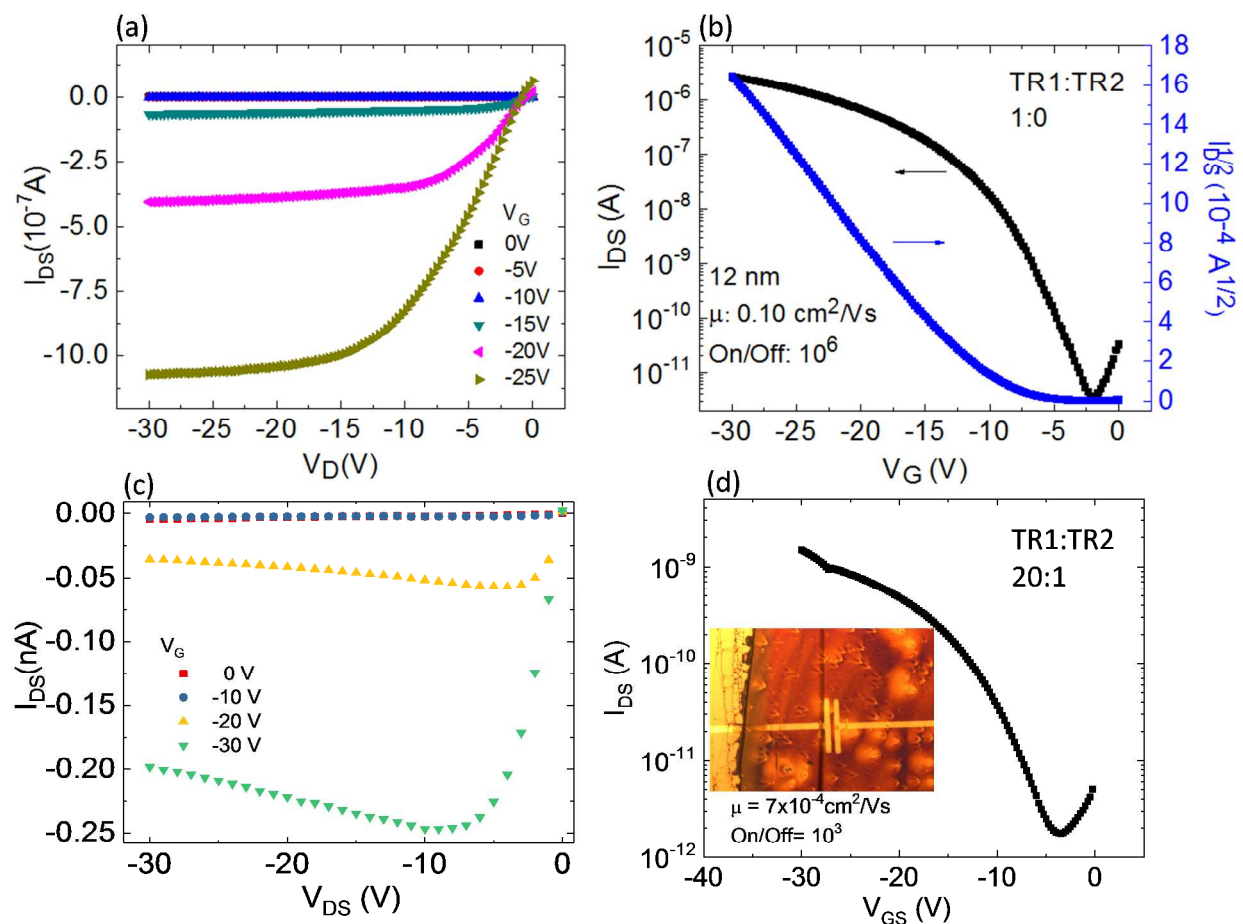 (a)
0.0
-2.5
-5.0
-7.5
-10.0
I_DS(10^-7A)
V_G
0V
-5V
-10V
-15V
-20V
-25V
-30 -25 -20 -15 -10 -5 0
V_D(V)
(b)
10^-5
10^-6
10^-7
10^-8
10^-9
10^-10
10^-11
I_DS (A)
TR1:TR2
1:0
12 nm
μ: 0.10 cm^2/Vs
On/Off: 10^6
18
16
14
12
10
8
6
4
2
0
I_DS^1/2 (10^-4 A^1/2)
-30 -25 -20 -15 -10 -5 0
V_G (V)
(c)
0.00
-0.05
-0.10
-0.15
-0.20
-0.25
I_DS(nA)
V_G
0 V
-10 V
-20 V
-30 V
-30 -20 -10 0
V_DS (V)
(d)
10^-9
10^-10
10^-11
10^-12
I_DS (A)
TR1:TR2
20:1
μ = 7x10^-4cm^2/Vs
On/Off= 10^3
-40 -30 -20 -10 0
V_GS (V)